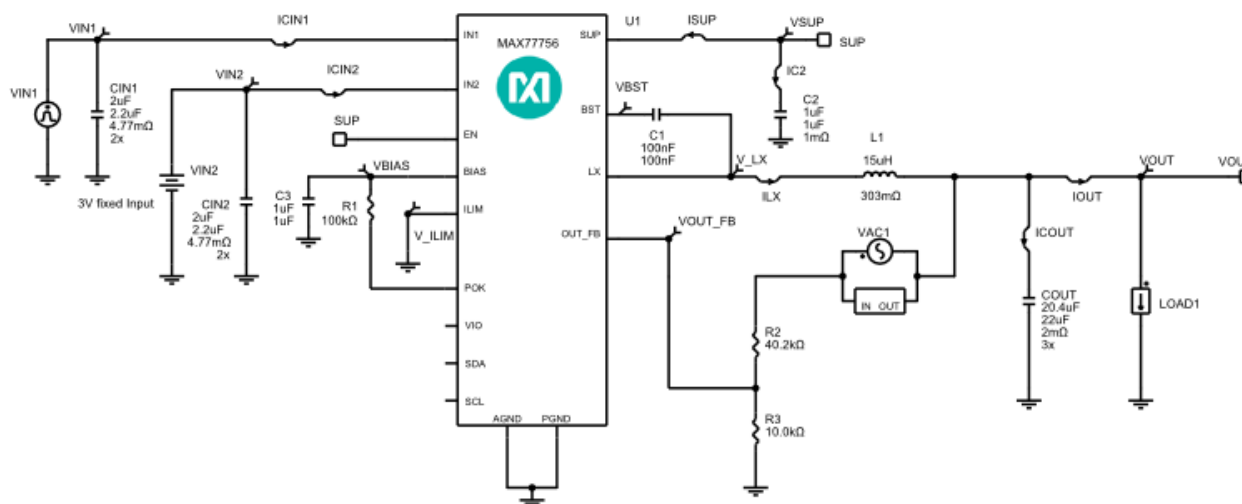 ICIN1
VIN1
IN1
U1
MAX77756
SUP
ISUP
VSUP
SUP
VIN1
CIN1
2uF
2.2uF
4.77mΩ
2x
VIN2
ICIN2
IN2
IC2
C2
1uF
1uF
1mΩ
VBST
BST
C1
100nF
100nF
SUP
EN
VIN2
3V fixed Input
CIN2
2uF
2.2uF
4.77mΩ
2x
VBIAS
BIAS
C3
1uF
1uF
R1
100kΩ
V_ILIM
ILIM
LX
V_LX
ILX
L1
15uH
303mΩ
IOUT
VOUT
OUT_FB
VOUT_FB
VAC1
IN OUT
ICOUT
COUT
20.4uF
22uF
2mΩ
3x
LOAD1
POK
VIO
SDA
SCL
AGND
PGND
R2
40.2kΩ
R3
10.0kΩ